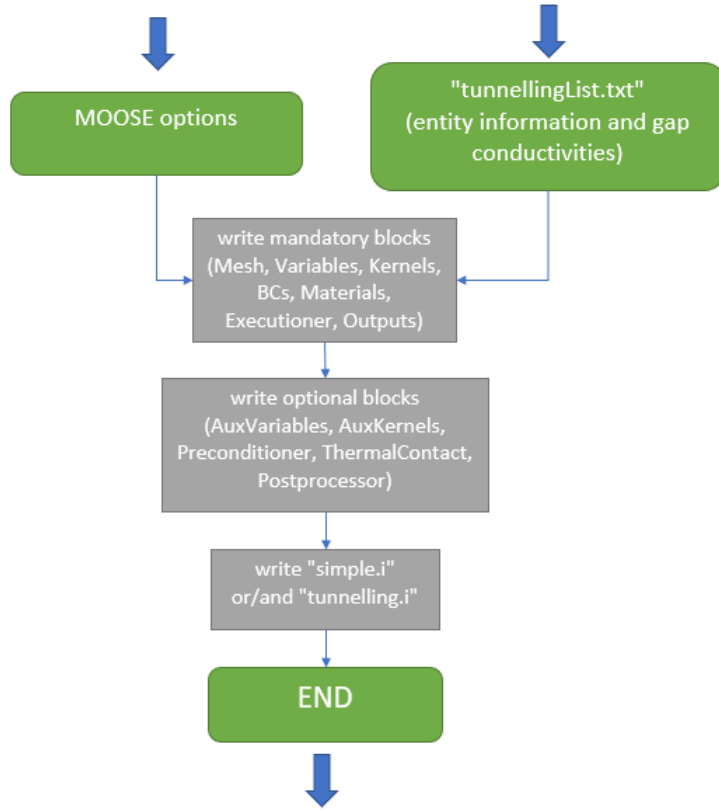 MOOSE options
"tunnellingList.txt"
(entity information and gap
conductivities)
write mandatory blocks
(Mesh, Variables, Kernels,
BCs, Materials,
Executioner, Outputs)
write optional blocks
(AuxVariables, AuxKernels,
Preconditioner, ThermalContact,
Postprocessor)
write "simple.i"
or/and "tunnelling.i"
END